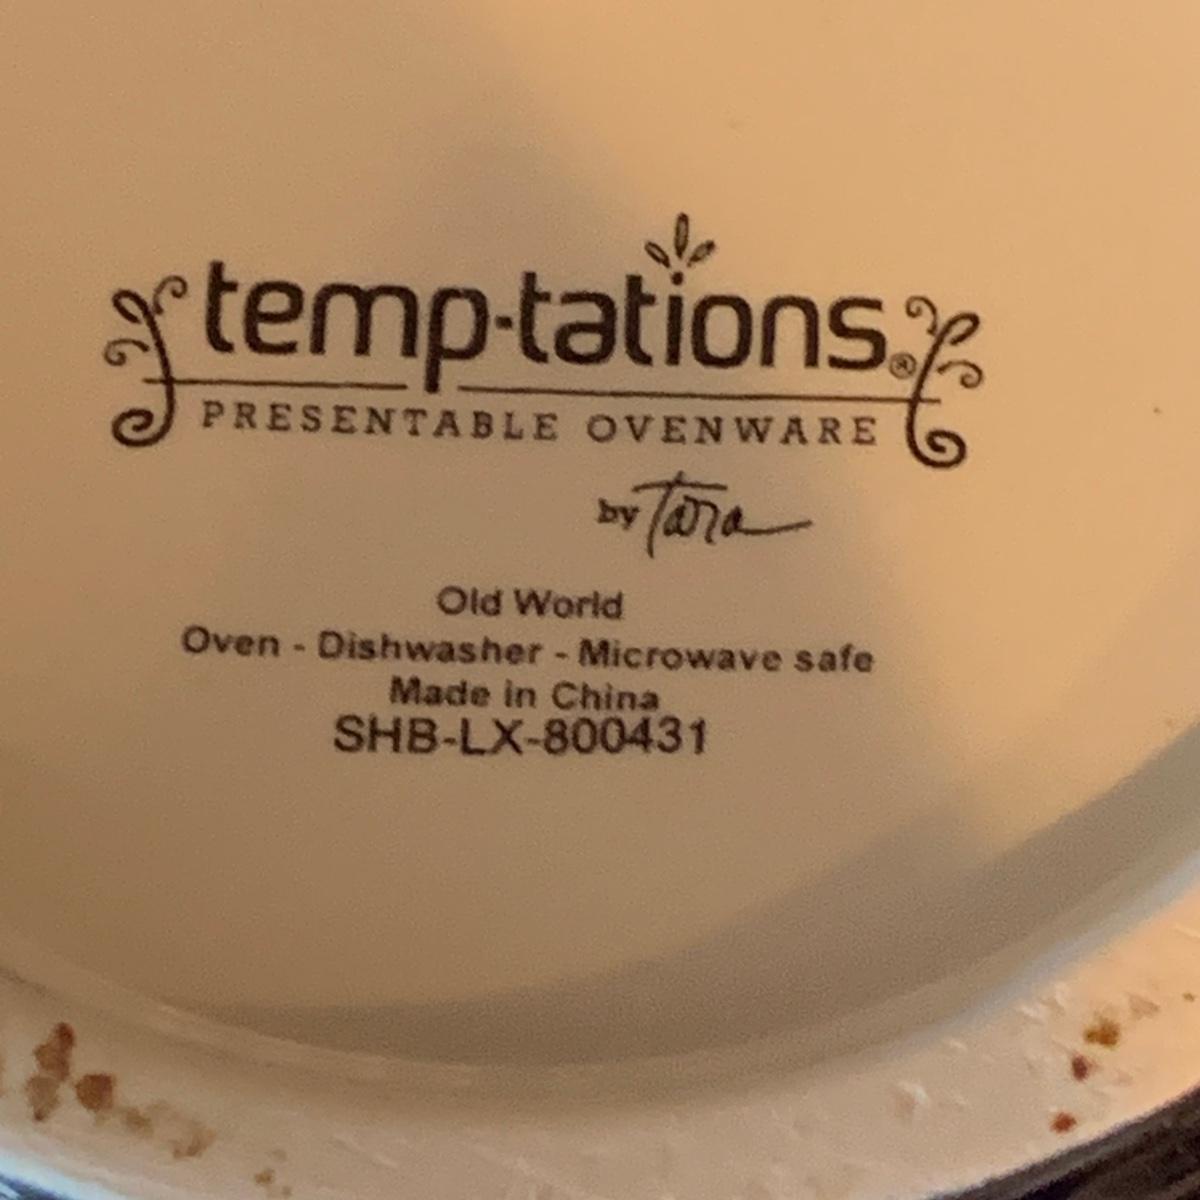 temp-tations®
PRESENTABLE OVENWARE
by Tara
Old World
Oven - Dishwasher - Microwave safe
Made in China
SHB-LX-800431